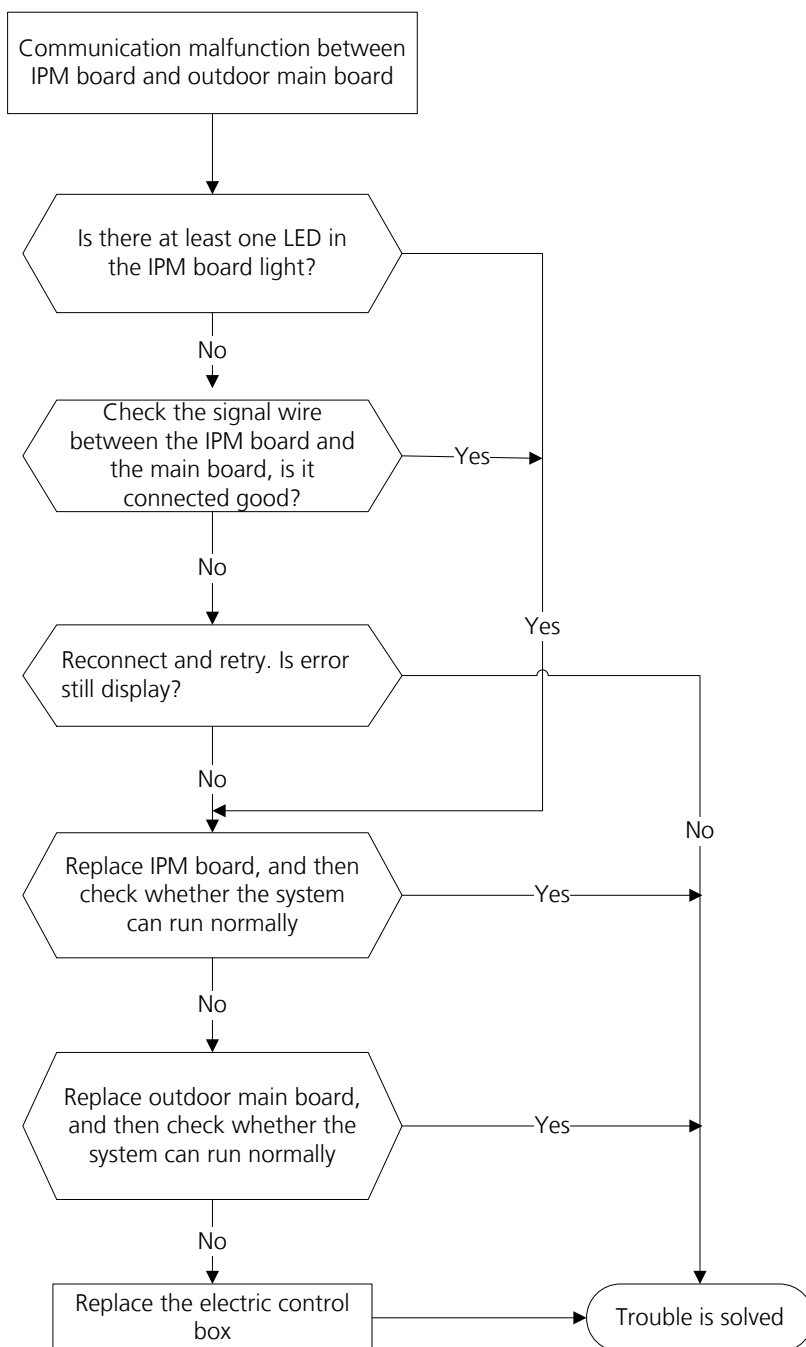 Communication malfunction between
IPM board and outdoor main board
Is there at least one LED in
the IPM board light?
No
Check the signal wire
between the IPM board and
the main board, is it
connected good?
Yes
No
Yes
Reconnect and retry. Is error
still display?
No
No
Replace IPM board, and then
check whether the system
can run normally
Yes
No
Replace outdoor main board,
and then check whether the
system can run normally
Yes
No
Replace the electric control
box
Trouble is solved